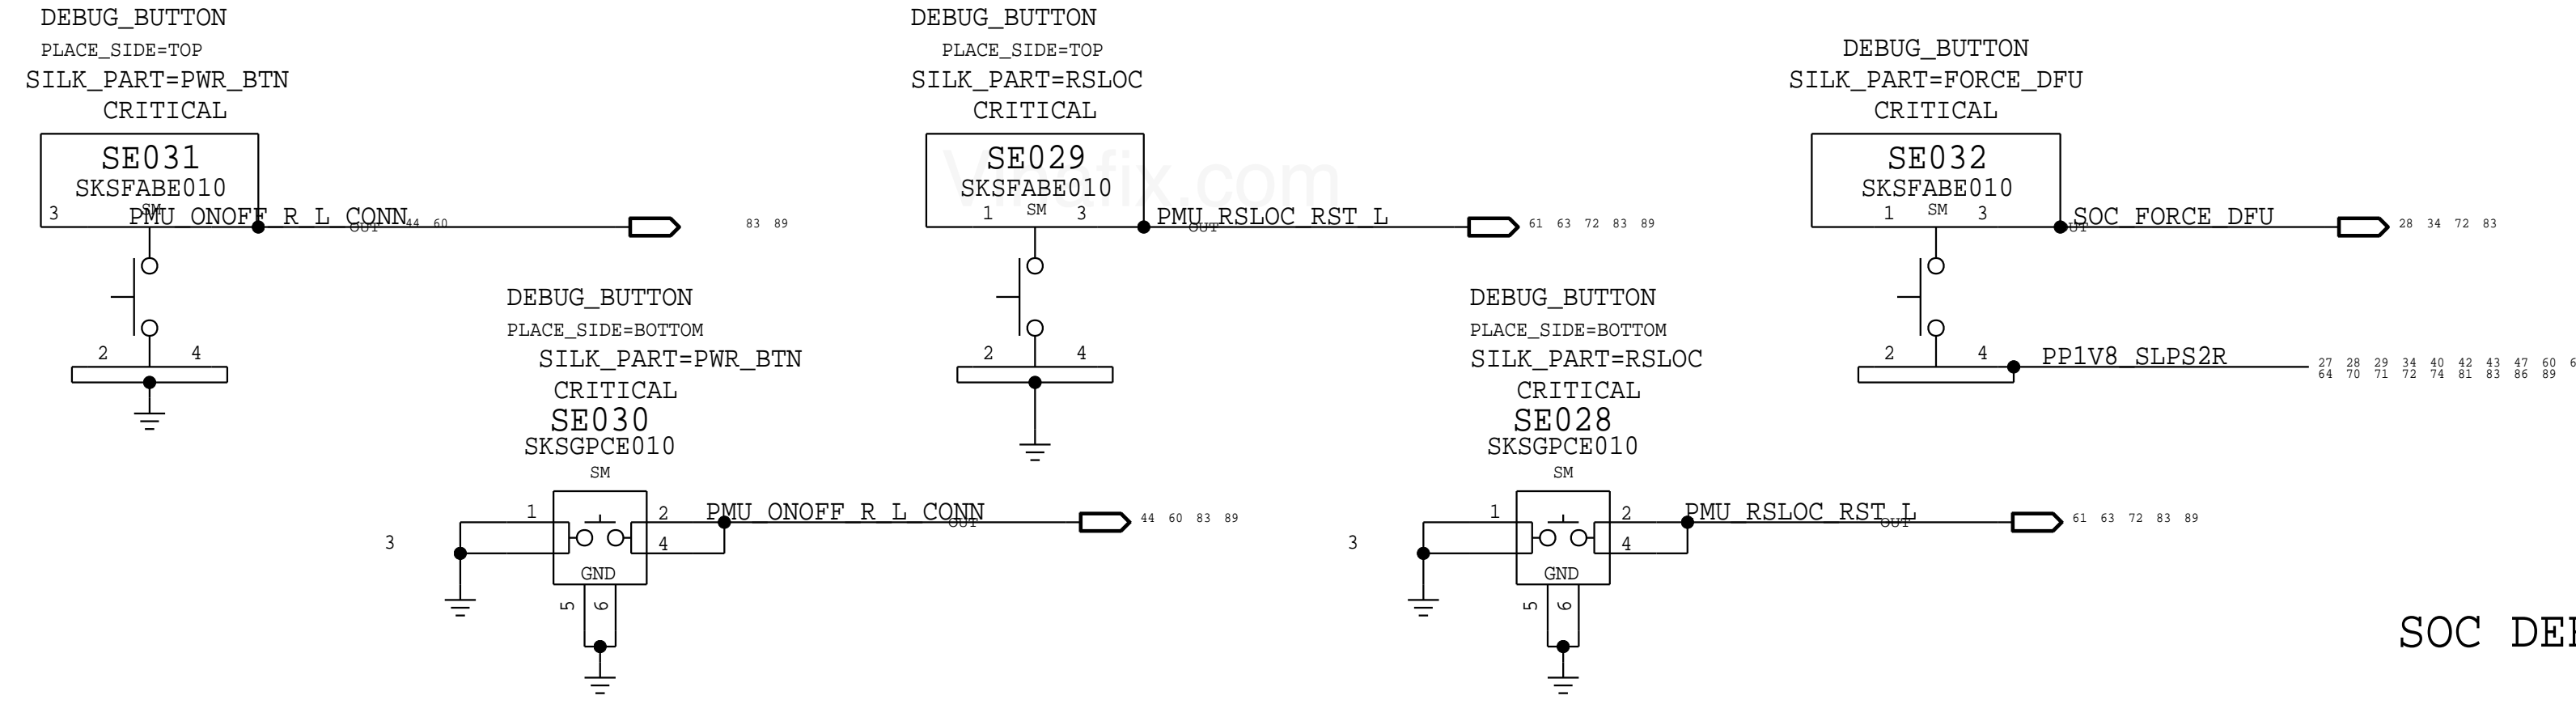 DEBUG_BUTTON
PLACE_SIDE=TOP
SILK_PART=PWR_BTN
CRITICAL
SE031
SKSFABE010
SM
3
PMU_ONOFF_R_L_CONN
OUT
44 60
83 89
2 4
DEBUG_BUTTON
PLACE_SIDE=TOP
SILK_PART=RSLOC
CRITICAL
SE029
SKSFABE010
1 SM 3
PMU_RSLOC_RST_L
OUT
61 63 72 83 89
2 4
DEBUG_BUTTON
SILK_PART=FORCE_DFU
CRITICAL
SE032
SKSFABE010
1 SM 3
SOC_FORCE_DFU
28 34 72 83
2 4
PP1V8_SLPS2R
27 28 29 34 40 42 43 47 60 6
64 70 71 72 74 81 83 86 89
DEBUG_BUTTON
PLACE_SIDE=BOTTOM
SILK_PART=PWR_BTN
CRITICAL
SE030
SKSGPCE010
SM
1 2
PMU_ONOFF_R_L_CONN
OUT
44 60 83 89
3 4
GND
5 6
DEBUG_BUTTON
PLACE_SIDE=BOTTOM
SILK_PART=RSLOC
CRITICAL
SE028
SKSGPCE010
SM
1 2
PMU_RSLOC_RST_L
OUT
61 63 72 83 89
3 4
GND
5 6
SOC